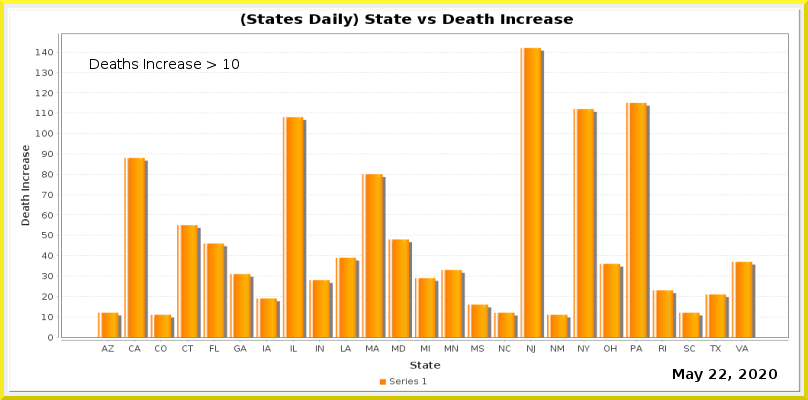 (States Daily) State vs Death Increase
Deaths Increase > 10
Death Increase
140
130
120
110
100
90
80
70
60
50
40
30
20
10
0
AZ CA CO CT FL GA IA IL IN LA MA MD MI MN MS NC NJ NM NY OH PA RI SC TX VA
State
Series 1
May 22, 2020